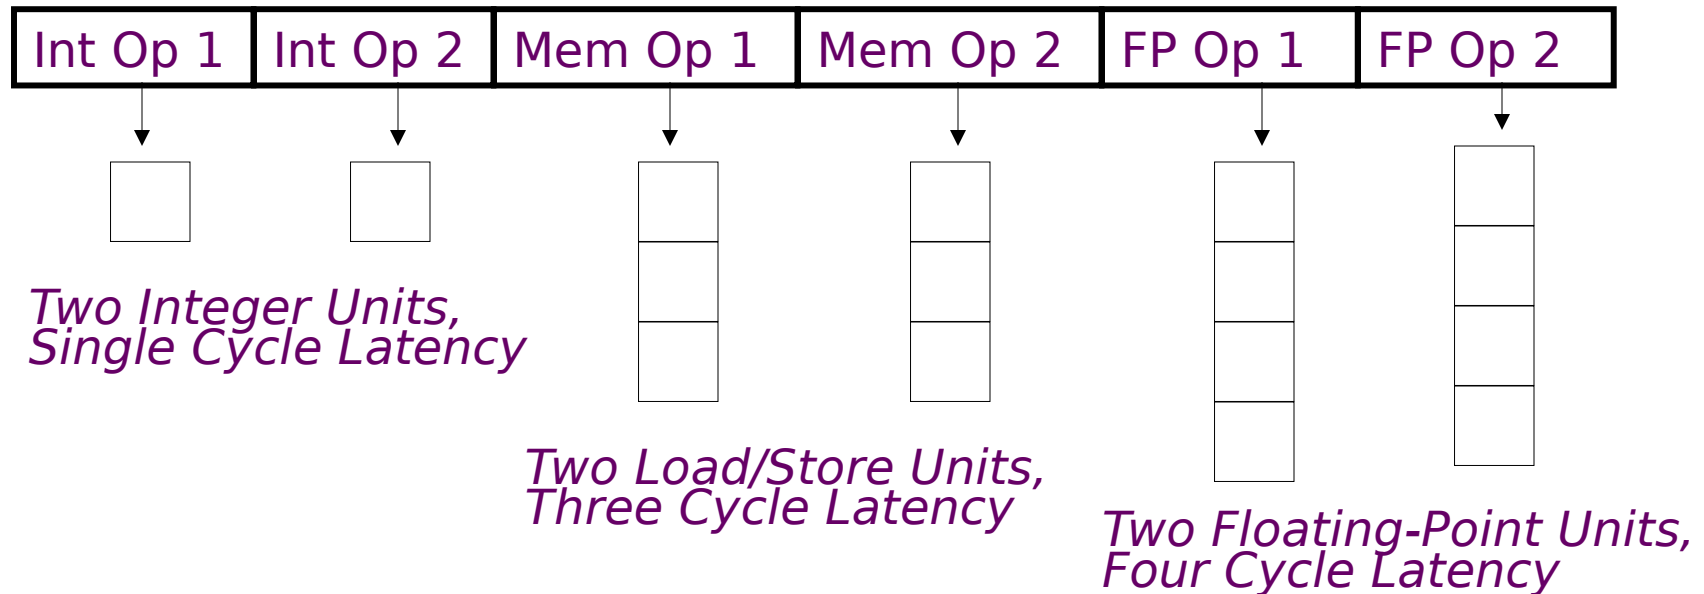 Int Op 1 Int Op 2 Mem Op 1 Mem Op 2 FP Op 1 FP Op 2
Two Integer Units,
Single Cycle Latency
Two Load/Store Units,
Three Cycle Latency
Two Floating-Point Units,
Four Cycle Latency